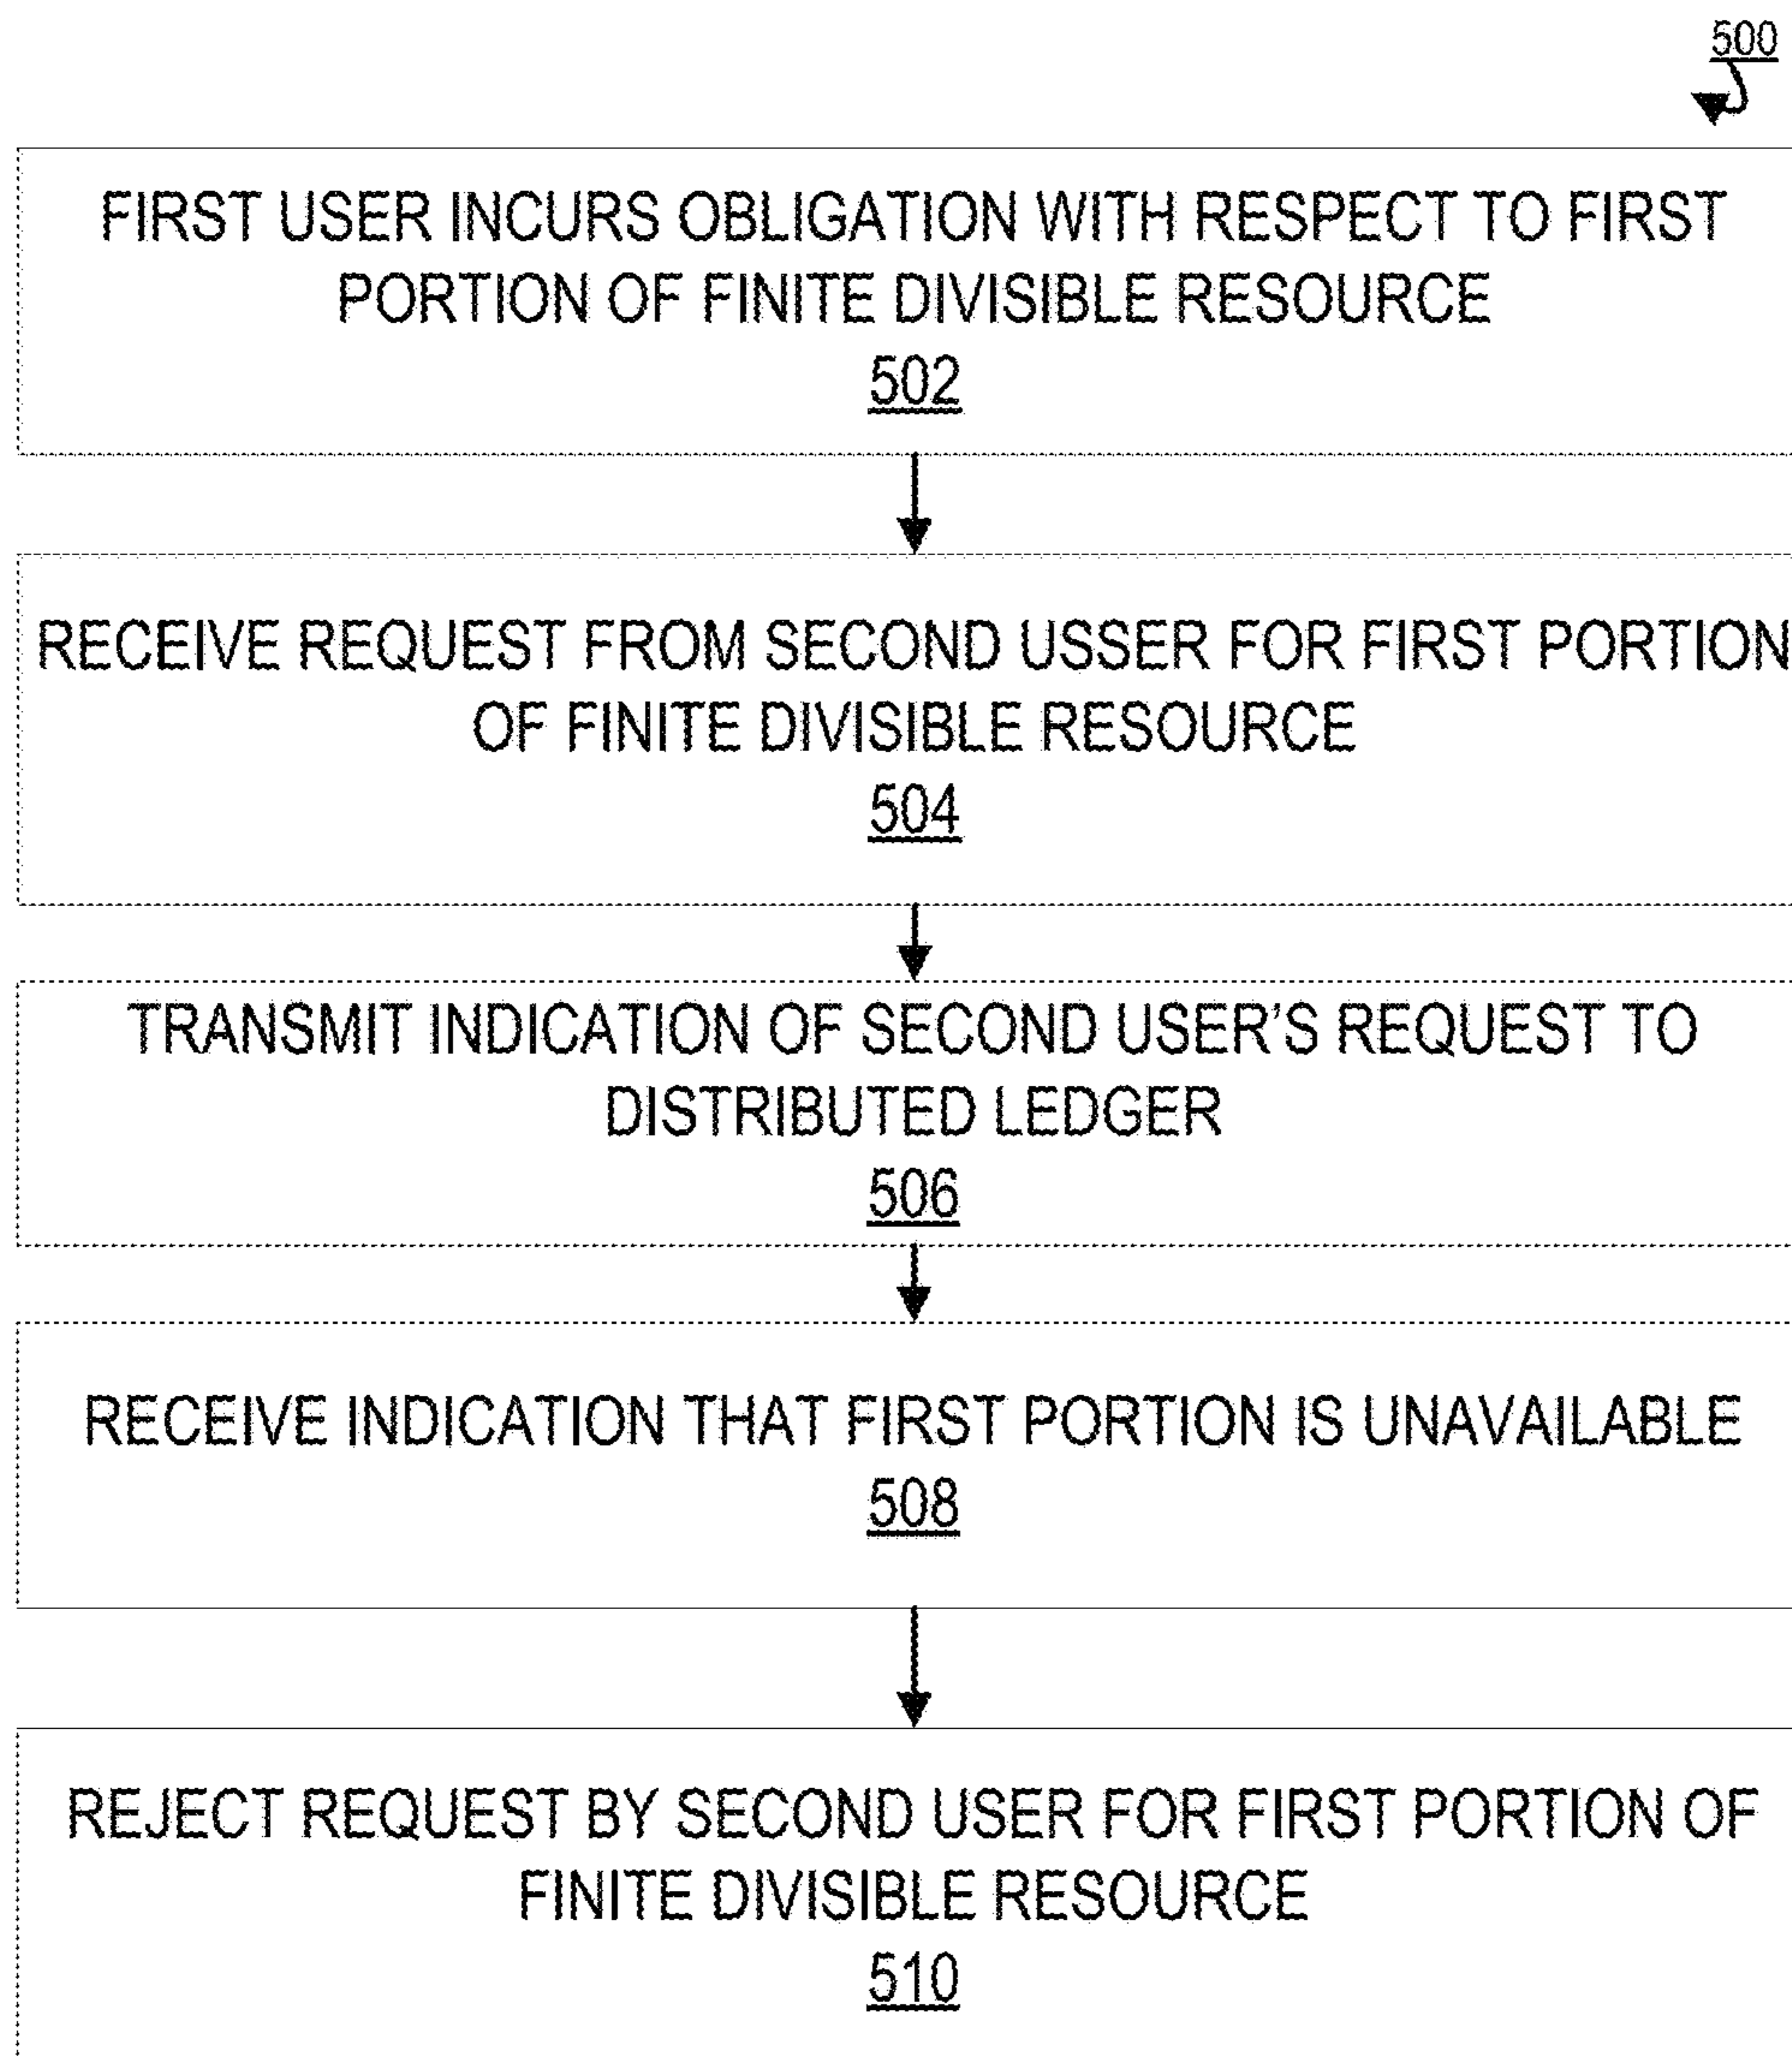 500
FIRST USER INCURS OBLIGATION WITH RESPECT TO FIRST
PORTION OF FINITE DIVISIBLE RESOURCE
502
RECEIVE REQUEST FROM SECOND USSER FOR FIRST PORTION
OF FINITE DIVISIBLE RESOURCE
504
TRANSMIT INDICATION OF SECOND USER'S REQUEST TO
DISTRIBUTED LEDGER
506
RECEIVE INDICATION THAT FIRST PORTION IS UNAVAILABLE
508
REJECT REQUEST BY SECOND USER FOR FIRST PORTION OF
FINITE DIVISIBLE RESOURCE
510